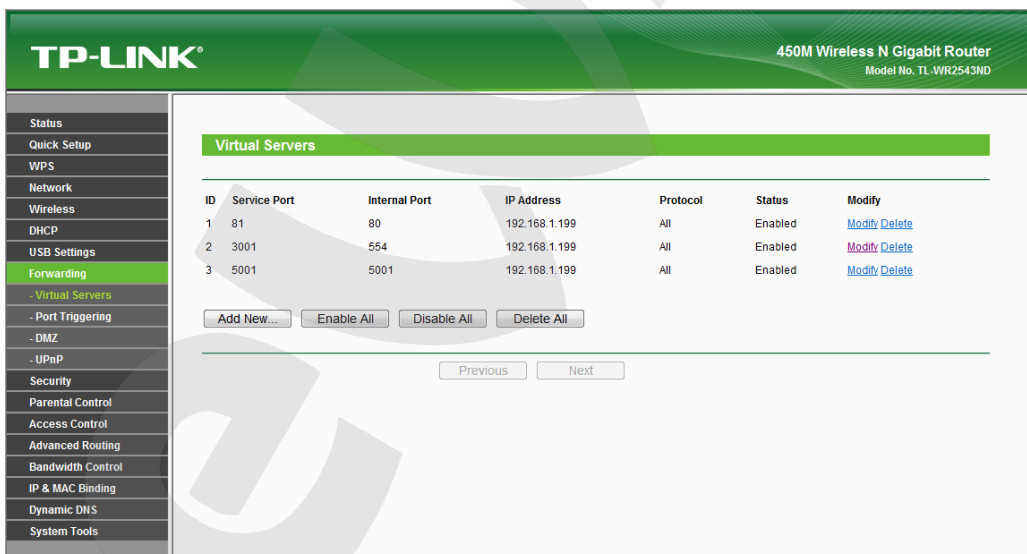 TP-LINK®
450M Wireless N Gigabit Router
Model No. TL-WR2543ND
Status
Quick Setup
WPS
Network
Wireless
DHCP
USB Settings
Forwarding
- Virtual Servers
- Port Triggering
- DMZ
- UPnP
Security
Parental Control
Access Control
Advanced Routing
Bandwidth Control
IP & MAC Binding
Dynamic DNS
System Tools
Virtual Servers
ID Service Port Internal Port IP Address Protocol Status Modify
1 81 80 192.168.1.199 All Enabled Modify Delete
2 3001 554 192.168.1.199 All Enabled Modify Delete
3 5001 5001 192.168.1.199 All Enabled Modify Delete
Add New... Enable All Disable All Delete All
Previous Next